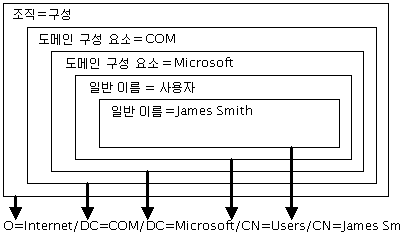 조직=구성
도메인 구성 요소=COM
도메인 구성 요소=Microsoft
일반 이름 = 사용자
일반 이름=James Smith
O=Internet/DC=COM/DC=Microsoft/CN=Users/CN=James Sm